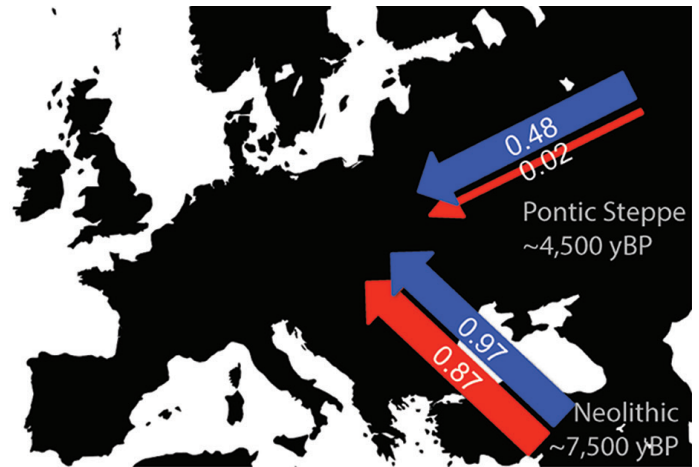 0.48
0.02
Pontic Steppe
~4,500 yBP
0.97
0.87
Neolithic
~7,500 yBP